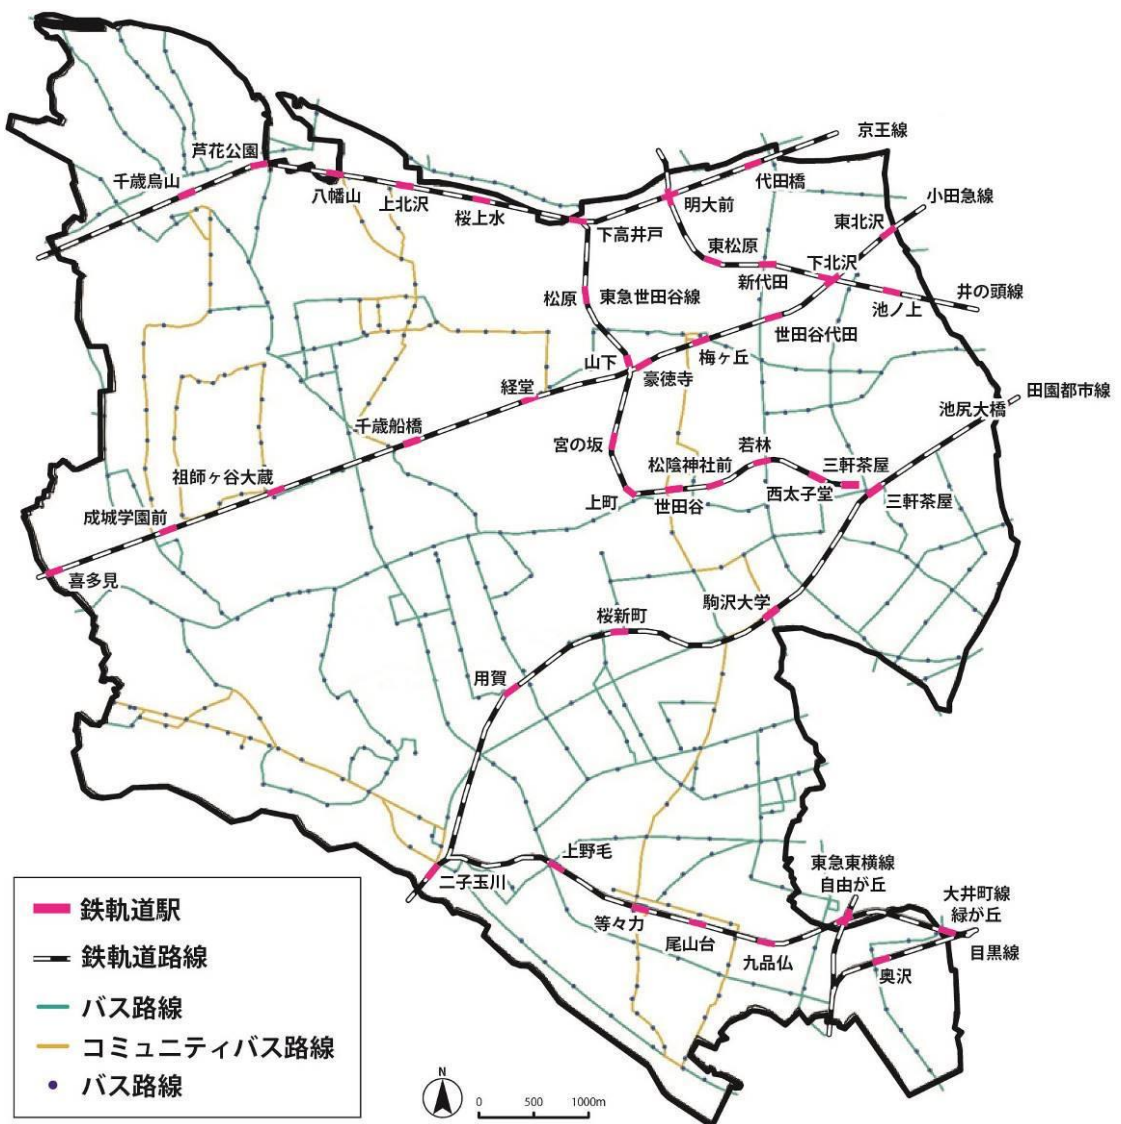 京王線
芦花公園
千歳烏山
八幡山
上北沢
桜上水
下高井戸
代田橋
明大前
小田急線
東北沢
東松原
下北沢
新代田
井の頭線
池ノ上
松原
東急世田谷線
世田谷代田
山下
梅ヶ丘
豪徳寺
経堂
田園都市線
池尻大橋
千歳船橋
宮の坂
若林
松陰神社前
三軒茶屋
祖師ヶ谷大蔵
西太子堂
上町
世田谷
三軒茶屋
成城学園前
喜多見
駒沢大学
桜新町
用賀
上野毛
東急東横線
自由が丘
二子玉川
大井町線
緑が丘
等々力
尾山台
九品仏
目黒線
奥沢
鉄軌道駅
鉄軌道路線
バス路線
コミュニティバス路線
バス路線
N
0 500 1000m